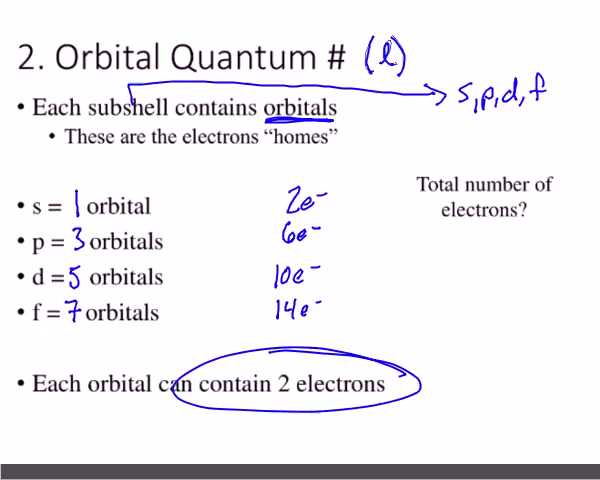 2. Orbital Quantum # (l)
s, p, d, f
• Each subshell contains orbitals
• These are the electrons “homes”
Total number of
electrons?
• s = 1 orbital 2e-
• p = 3 orbitals 6e-
• d = 5 orbitals 10e-
• f = 7 orbitals 14e-
• Each orbital can contain 2 electrons